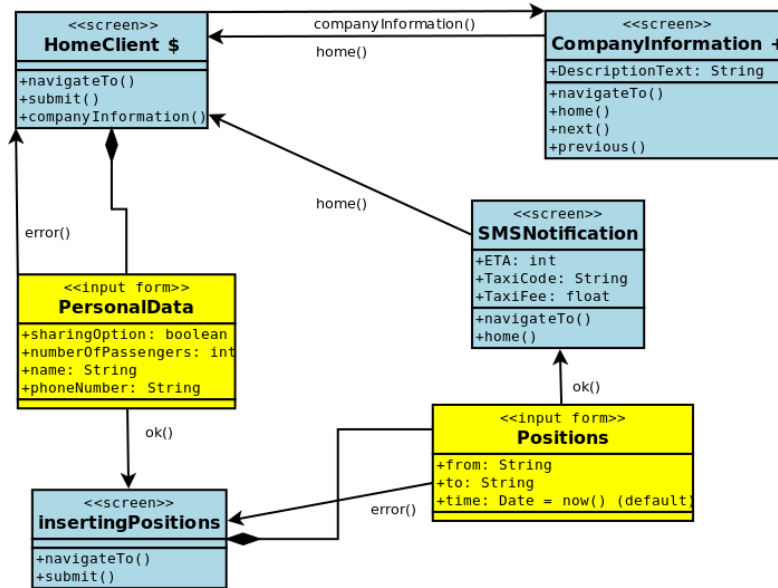 <<screen>>
HomeClient $
+navigateTo()
+submit()
+companyInformation()
companyInformation()
home()
<<screen>>
CompanyInformation +
+DescriptionText: String
+navigateTo()
+home()
+next()
+previous()
error()
home()
<<screen>>
SMSNotification
+ETA: int
+TaxiCode: String
+TaxiFee: float
+navigateTo()
+home()
<<input form>>
PersonalData
+sharingOption: boolean
+numberOfPassengers: int
+name: String
+phoneNumber: String
ok()
ok()
<<input form>>
Positions
+from: String
+to: String
+time: Date = now() (default)
error()
<<screen>>
insertingPositions
+navigateTo()
+submit()